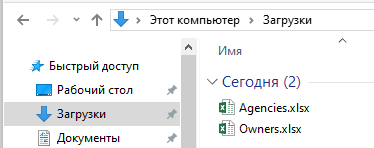 Этот компьютер > Загрузки
Имя
Быстрый доступ
Сегодня (2)
Рабочий стол
Agencies.xlsx
Загрузки
Owners.xlsx
Документы